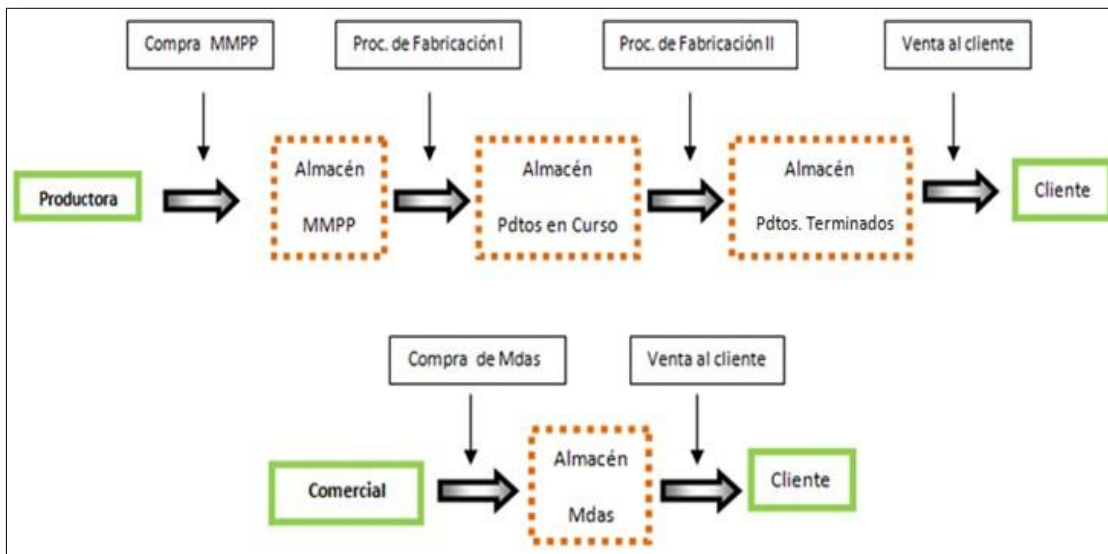 Compra MMPP
Proc. de Fabricación I
Proc. de Fabricación II
Venta al cliente
Productora
Almacén
MMPP
Almacén
Pdtos en Curso
Almacén
Pdtos. Terminados
Cliente
Compra de Mdas
Venta al cliente
Comercial
Almacén
Mdas
Cliente